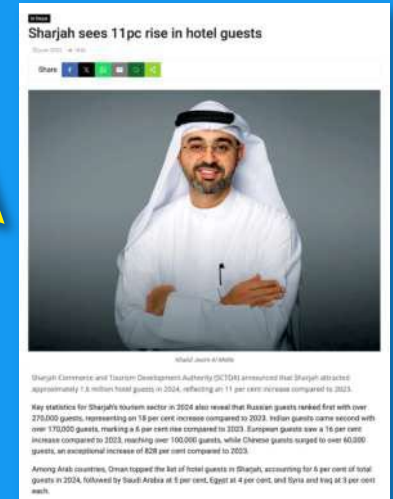 In News
Sharjah sees 11pc rise in hotel guests
Share
Khalid Jasim Al Midfa
Sharjah Commerce and Tourism Development Authority (SCTDA) announced that Sharjah attracted
approximately 1.6 million hotel guests in 2024, reflecting an 11 per cent increase compared to 2023.
Key statistics for Sharjah's tourism sector in 2024 also reveal that Russian guests ranked first with over
270,000 guests, representing an 18 per cent increase compared to 2023. Indian guests came second with
over 170,000 guests, marking a 6 per cent rise compared to 2023. European guests saw a 16 per cent
increase compared to 2023, reaching over 100,000 guests, while Chinese guests surged to over 60,000
guests, an exceptional increase of 828 per cent compared to 2023.
Among Arab countries, Oman topped the list of hotel guests in Sharjah, accounting for 6 per cent of total
guests in 2024, followed by Saudi Arabia at 5 per cent, Egypt at 4 per cent, and Syria and Iraq at 3 per cent
each.